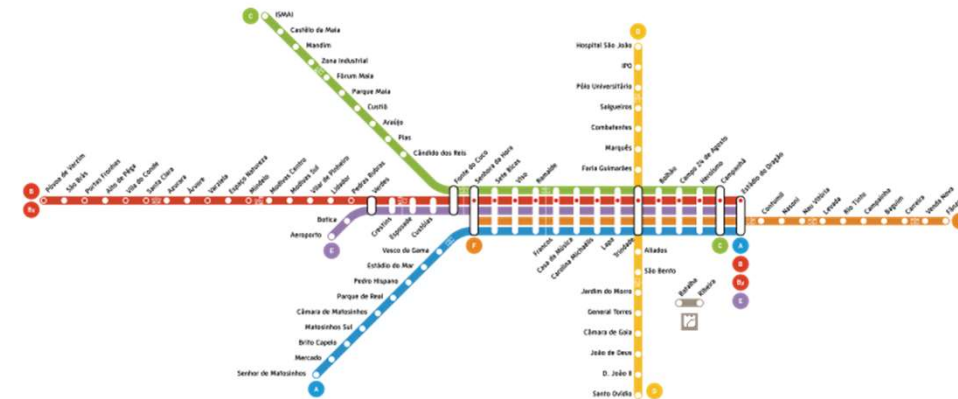 C
ISMAI
Castêlo da Maia
Mandim
Zona Industrial
Fórum Maia
Parque Maia
Custió
Araújo
Pias
Cândido dos Reis
D
Hospital São João
IPO
Pólo Universitário
Salgueiros
Combatentes
Marquês
Faria Guimarães
B
Bx
Póvoa de Varzim
São Brás
Portas Fronhas
Alto de Pêga
Vila do Conde
Santa Clara
Azurara
Árvore
Varziela
Espaço Natureza
Mindelo
Modivas Centro
Modivas Sul
Vilar do Pinheiro
Lidador
Pedras Rubras
Verdes
Crestins
Esposade
Custóias
Botica
Aeroporto
E
Fonte do Cuco
Senhora da Hora
Sete Bicas
Viso
Ramalde
Francos
Casa da Música
Carolina Michaëlis
Lapa
Trindade
Bolhão
Campo 24 de Agosto
Heroísmo
Campanhã
Estádio do Dragão
Contumil
Nasoni
Nau Vitória
Levada
Rio Tinto
Campainha
Baguim
Carreira
Venda Nova
F
C
A
B
Bx
E
Vasco da Gama
Estádio do Mar
Pedro Hispano
Parque de Real
Câmara de Matosinhos
Matosinhos Sul
Brito Capelo
Mercado
Senhor de Matosinhos
A
Aliados
São Bento
Jardim do Morro
General Torres
Câmara de Gaia
João de Deus
D. João II
Santo Ovídio
D
Batalha
Ribeira